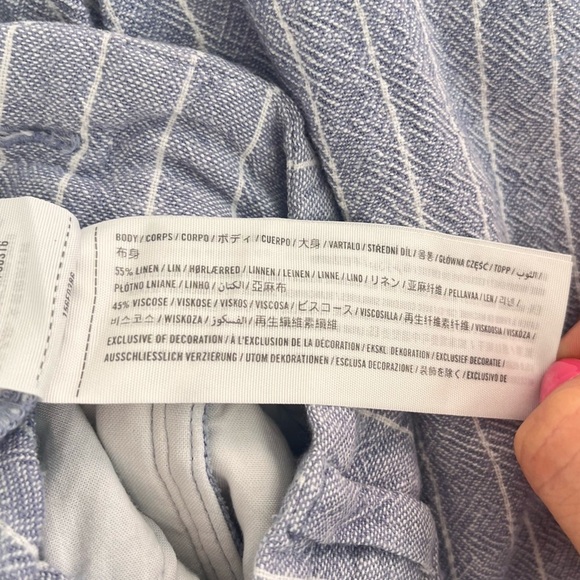 BODY / CORPS / CORPO / ボディ / CUERPO / 大身 / VARTALO / STŘEDNÍ DÍL / 몸통 / GŁÓWNA CZĘŚĆ / TOPP / الثوب /
布身
55% LINEN / LIN / HØRLÆRRED / LINNEN / LEINEN / LINNE / LINO / リネン / 亚麻纤维 / PELLAVAA / LEN / 리넨 /
PŁÓTNO LNIANE / LINHO / الكتان / 亞麻布
45% VISCOSE / VISKOSE / VISKOS / VISCOSA / ビスコース / VISCOSILLA / 再生纤维素纤维 / VISKOOSIA / VISKÓZA /
비스코스 / WISKOZA / الفسكوز / 再生纖維素纖維
EXCLUSIVE OF DECORATION / À L'EXCLUSION DE LA DÉCORATION / EKSKL. DEKORATION / EXCLUSIEF DECORATIE /
AUSSCHLIESSLICH VERZIERUNG / UTOM DEKORATIONEN / ESCLUSA DECORAZIONE / 装飾を除く / EXCLUSIVO DE